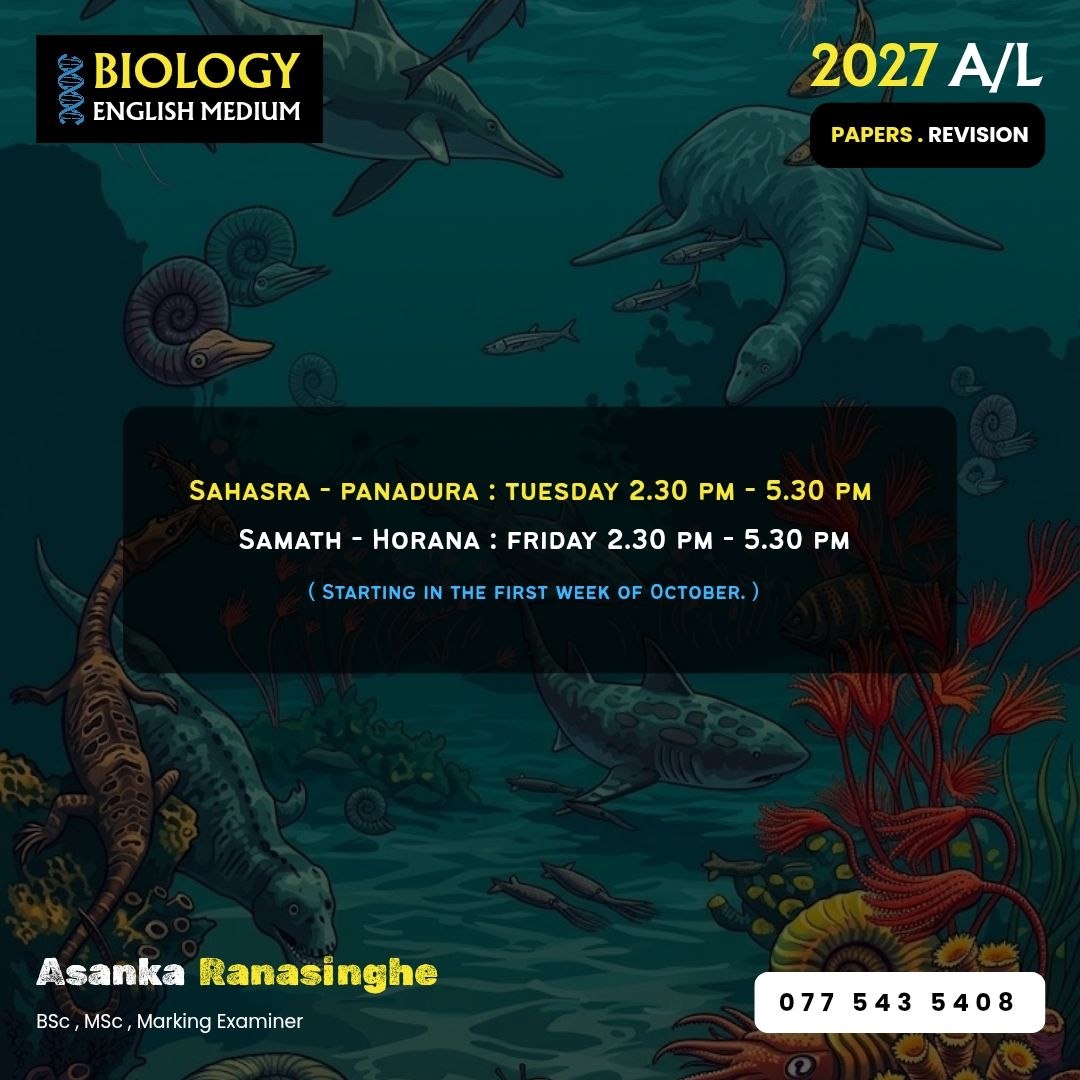 BIOLOGY
ENGLISH MEDIUM
2027 A/L
PAPERS . REVISION
Sahasra - panadura : tuesday 2.30 pm - 5.30 pm
Samath - Horana : friday 2.30 pm - 5.30 pm
( Starting in the first week of October. )
Asanka Ranasinghe
BSc , MSc , Marking Examiner
077 543 5408